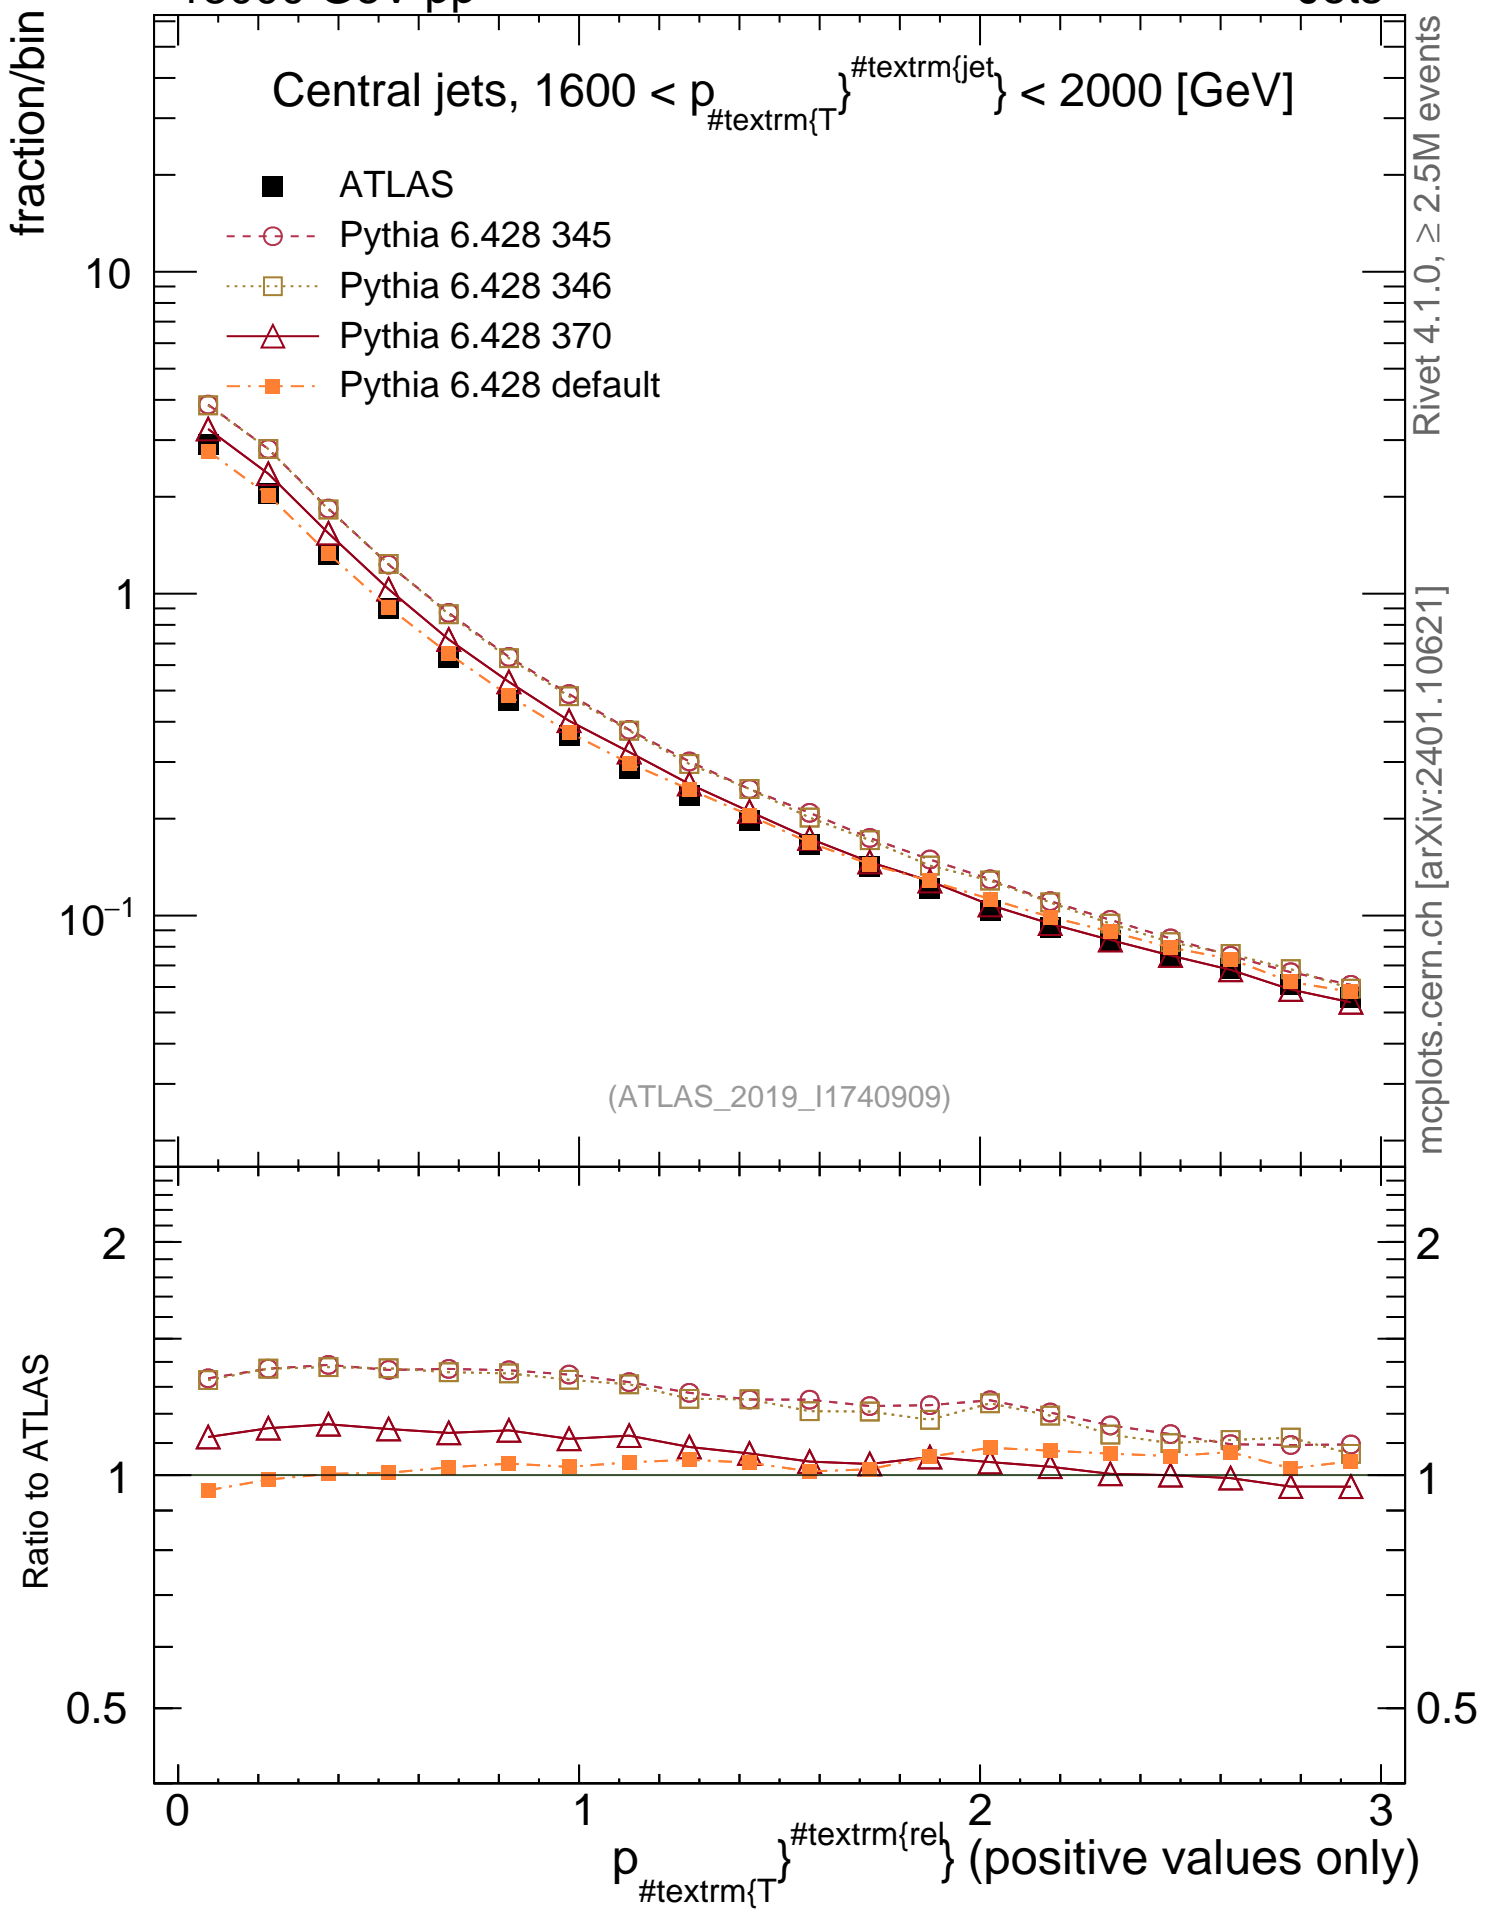 fraction/bin
Central jets, 1600 < p_#textrm{T}^#textrm{jet}} < 2000 [GeV]
ATLAS
Pythia 6.428 345
Pythia 6.428 346
Pythia 6.428 370
Pythia 6.428 default
10
1
10−1
(ATLAS_2019_I1740909)
Rivet 4.1.0, ≥ 2.5M events
mcplots.cern.ch [arXiv:2401.10621]
Ratio to ATLAS
2
1
0.5
2
1
0.5
0 1 2 3
p_#textrm{T}^#textrm{rel}} (positive values only)